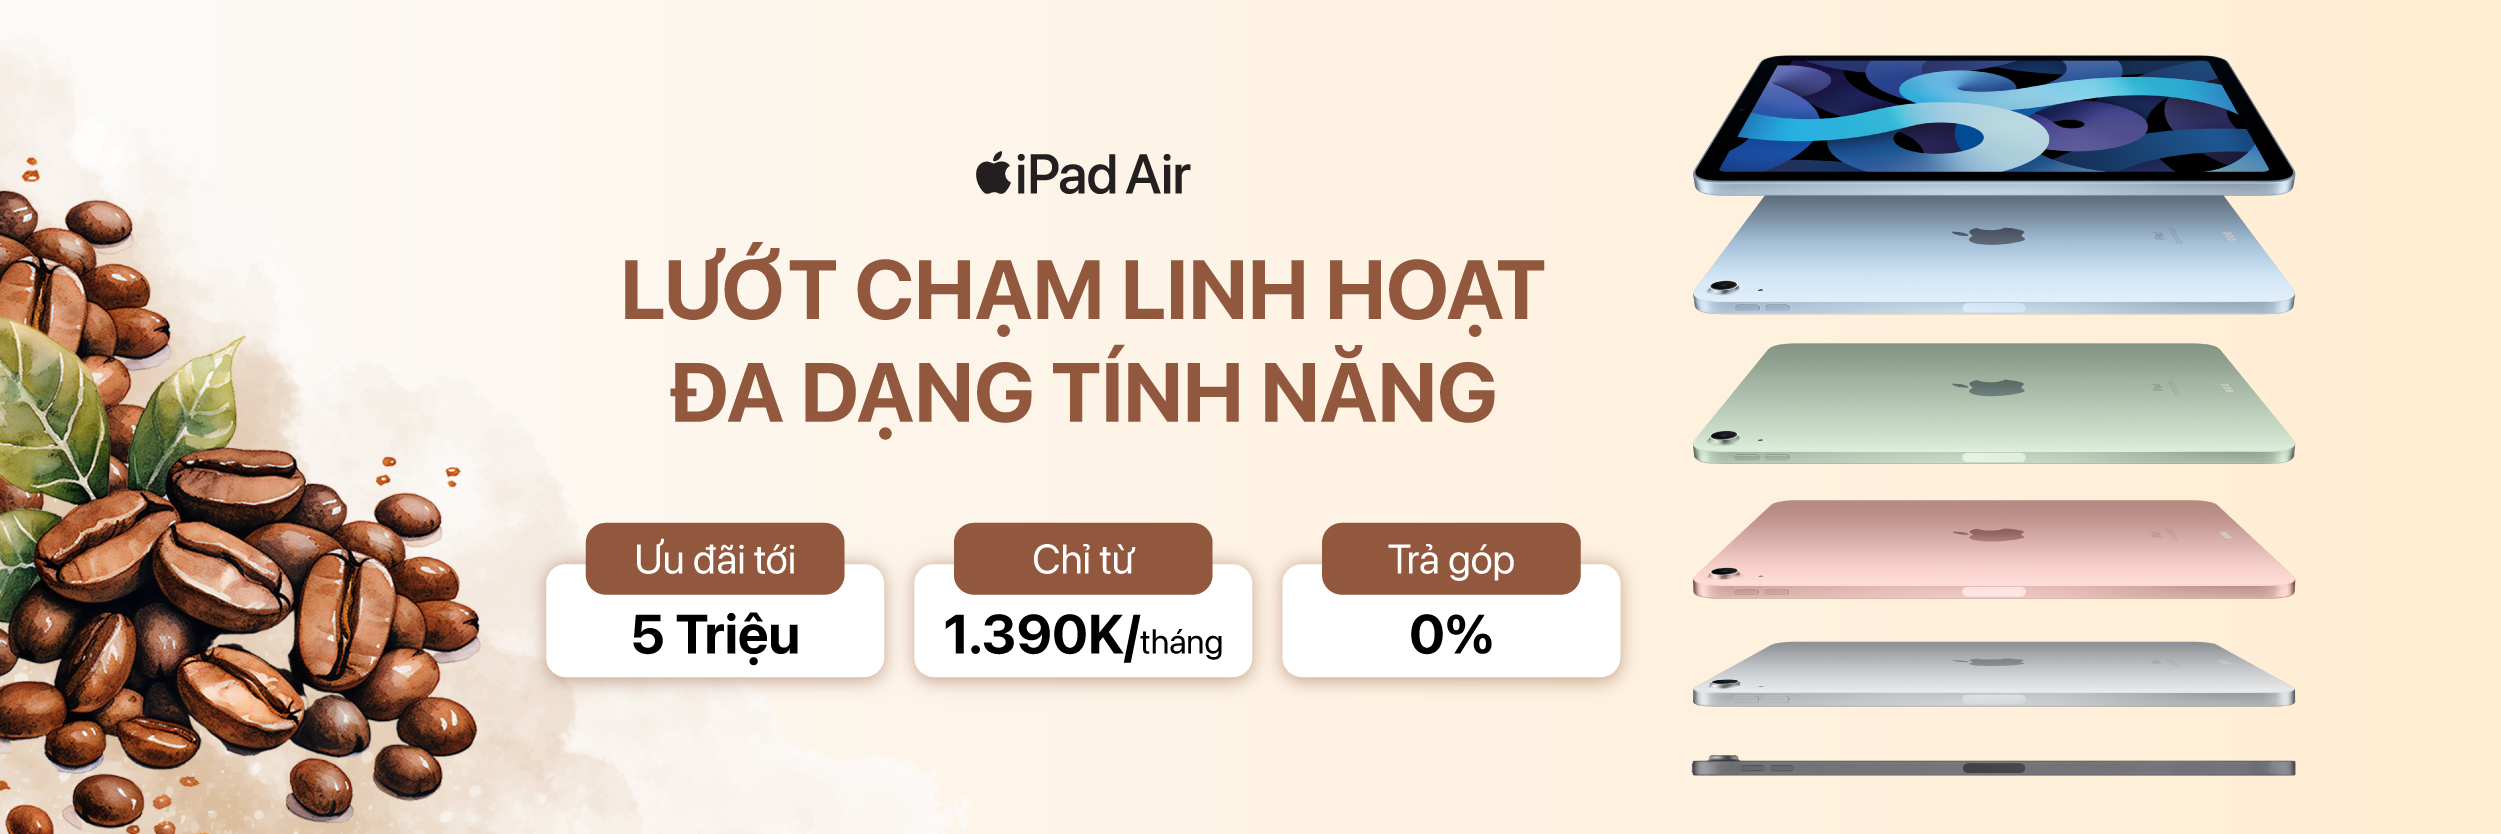 iPad Air
LƯỚT CHẠM LINH HOẠT
ĐA DẠNG TÍNH NĂNG
Ưu đãi tới
5 Triệu
Chỉ từ
1.390K/tháng
Trả góp
0%